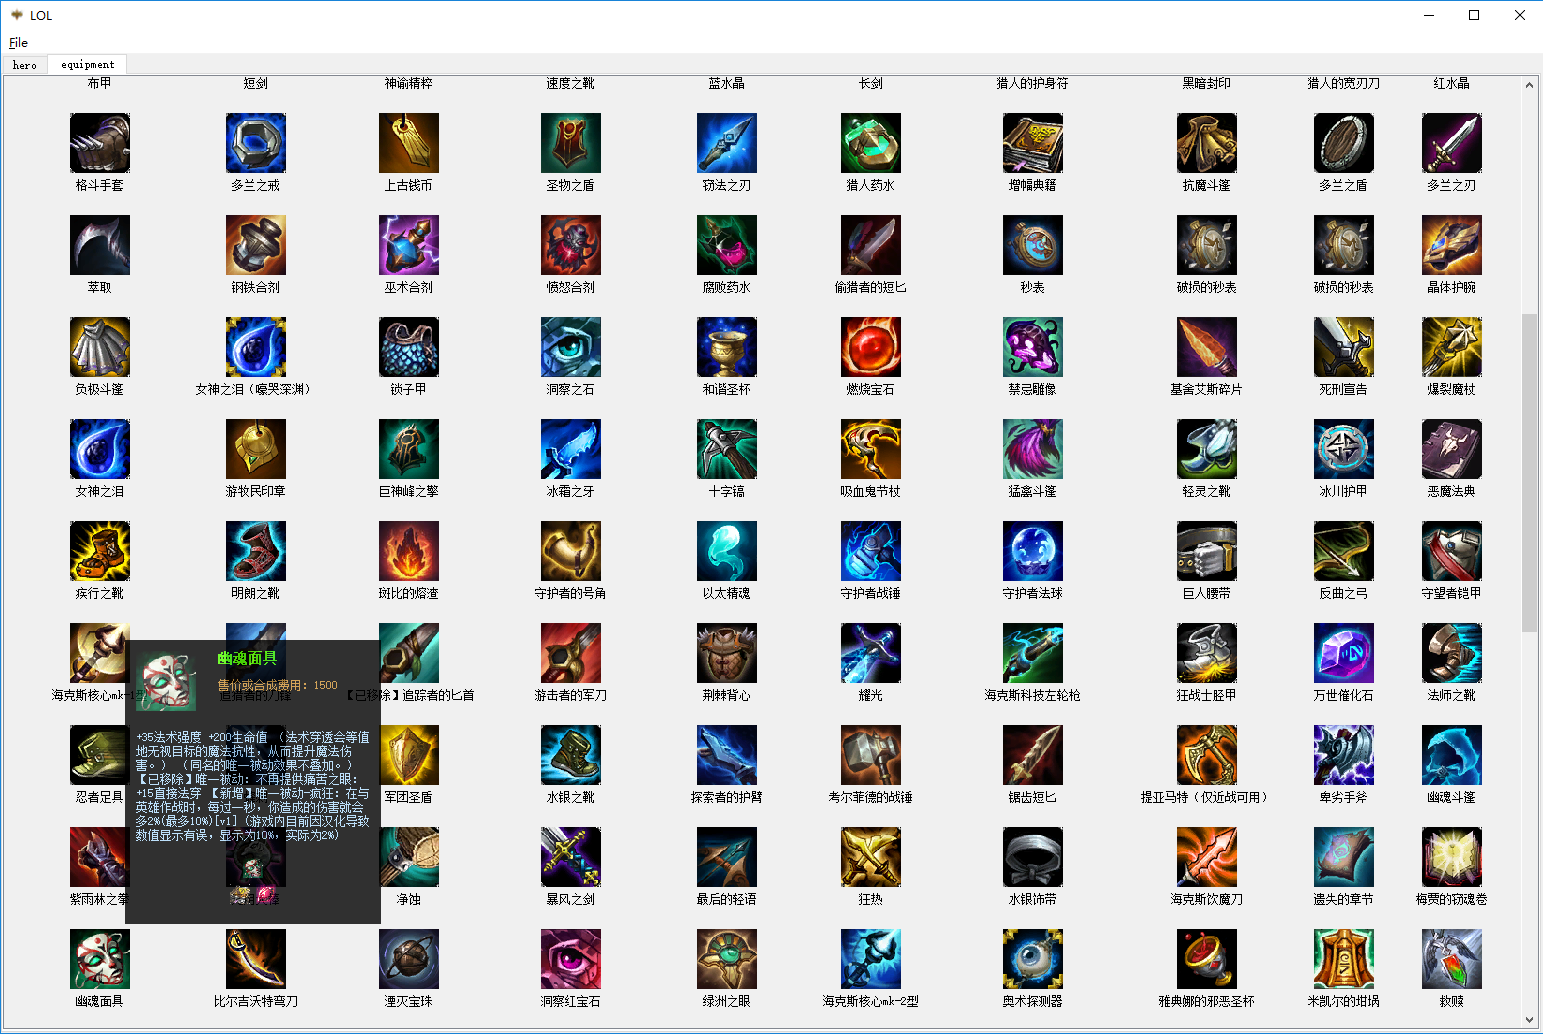 LOL
File
hero equipment
布甲 短剑 神谕精粹 速度之靴 蓝水晶 长剑 猎人的护身符 黑暗封印 猎人的宽刃刀 红水晶
格斗手套 多兰之戒 上古钱币 圣物之盾 窃法之刃 猎人药水 增幅典籍 抗魔斗篷 多兰之盾 多兰之刃
萃取 钢铁合剂 巫术合剂 愤怒合剂 腐败药水 偷猎者的短匕 秒表 破损的秒表 破损的秒表 晶体护腕
负极斗篷 女神之泪（嚎哭深渊） 锁子甲 洞察之石 和谐圣杯 燃烧宝石 禁忌雕像 基舍艾斯碎片 死刑宣告 爆裂魔杖
女神之泪 游牧民印章 巨神峰之擎 冰霜之牙 十字镐 吸血鬼节杖 猛禽斗篷 轻灵之靴 冰川护甲 恶魔法典
疾行之靴 明朗之靴 斑比的熔渣 守护者的号角 以太精魂 守护者战锤 守护者法球 巨人腰带 反曲之弓 守望者铠甲
幽魂面具
售价或合成费用: 1500
海克斯核心mk-1型 追猎者的刀锋 【已移除】追踪者的匕首 游击者的军刀 荆棘背心 耀光 海克斯科技左轮枪 狂战士胫甲 万世催化石 法师之靴
+35法术强度 +200生命值 （法术穿透会等值
地无视目标的魔法抗性，从而提升魔法伤
害。） （同名的唯一被动效果不叠加。）
【已移除】唯一被动: 不再提供痛苦之眼:
+15直接法穿 【新增】唯一被动-疯狂: 在与
英雄作战时，每过一秒，你造成的伤害就会
多2%(最多10%)[v1] (游戏内目前因汉化导致
数值显示有误，显示为10%，实际为2%)
忍者足具 军团圣盾 水银之靴 探索者的护臂 考尔菲德的战锤 锯齿短匕 提亚马特（仅近战可用） 卑劣手斧 幽魂斗篷
紫雨林之拳 净蚀 暴风之剑 最后的轻语 狂热 水银饰带 海克斯饮魔刀 遗失的章节 梅贾的窃魂卷
幽魂面具 比尔吉沃特弯刀 湮灭宝珠 洞察红宝石 绿洲之眼 海克斯核心mk-2型 奥术探测器 雅典娜的邪恶圣杯 米凯尔的坩埚 救赎